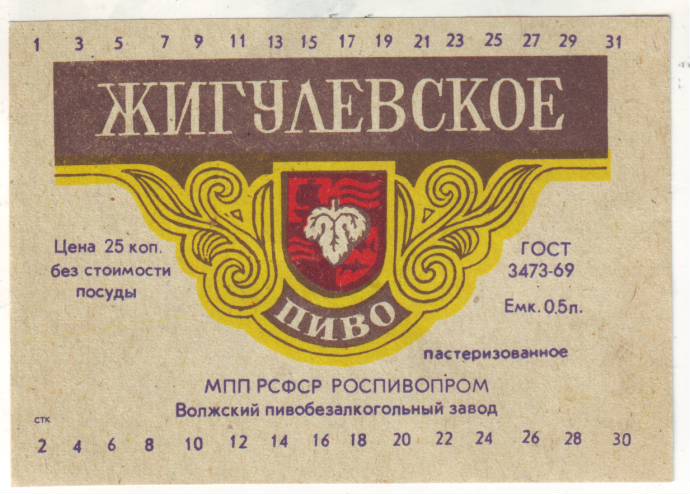 1 3 5 7 9 11 13 15 17 19 21 23 25 27 29 31
ЖИГУЛЕВСКОЕ
Цена 25 коп.
без стоимости
посуды
ГОСТ
3473-69
Емк. 0.5л.
ПИВО
пастеризованное
МПП РСФСР РОСПИВОПРОМ
Волжский пивобезалкогольный завод
стк
2 4 6 8 10 12 14 16 18 20 22 24 26 28 30